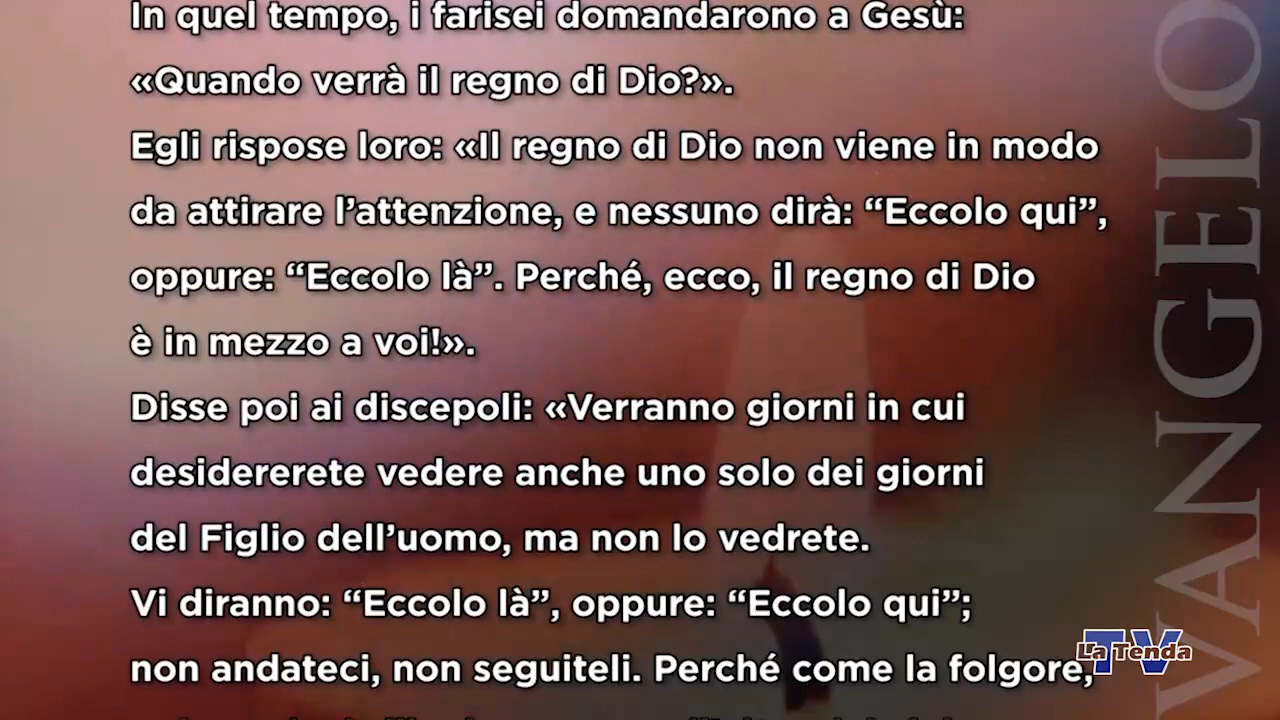 In quel tempo, i farisei domandarono a Gesù:
«Quando verrà il regno di Dio?».
Egli rispose loro: «Il regno di Dio non viene in modo
da attirare l’attenzione, e nessuno dirà: “Eccolo qui”,
oppure: “Eccolo là”. Perché, ecco, il regno di Dio
è in mezzo a voi!».
Disse poi ai discepoli: «Verranno giorni in cui
desidererete vedere anche uno solo dei giorni
del Figlio dell’uomo, ma non lo vedrete.
Vi diranno: “Eccolo là”, oppure: “Eccolo qui”;
non andateci, non seguiteli. Perché come la folgore,
VANGELO
TV
La Tenda